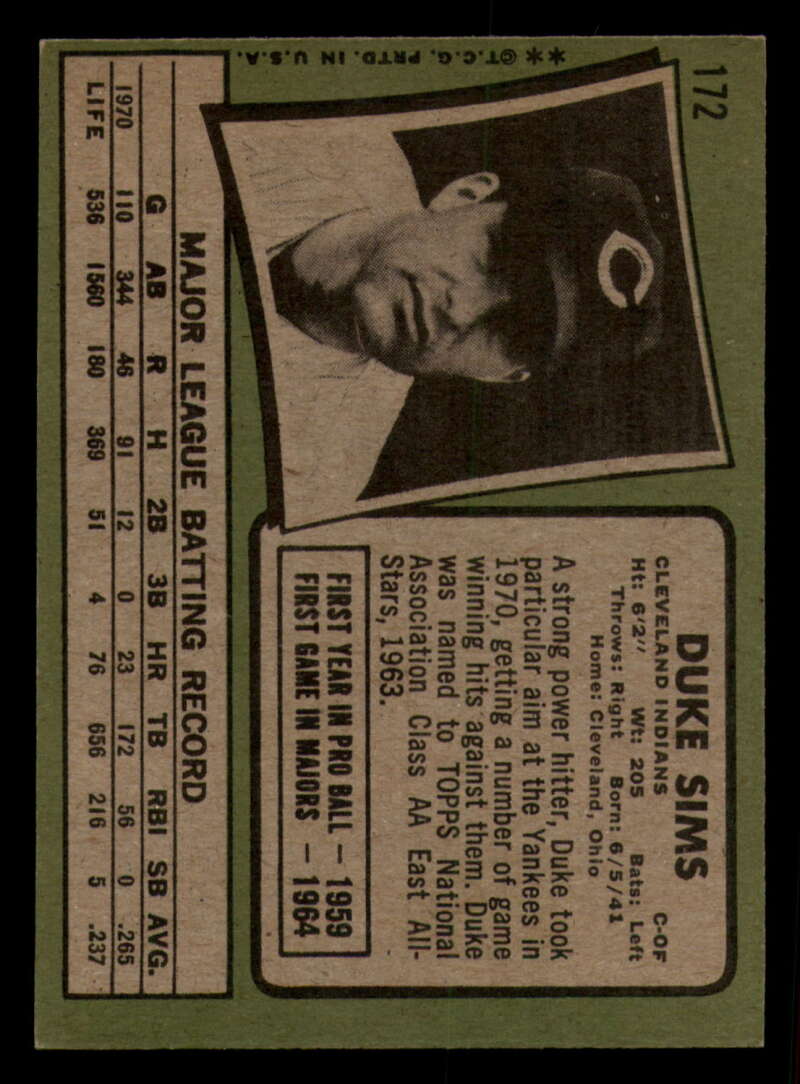 172
DUKE SIMS
CLEVELAND INDIANS C-OF
Ht: 6'2" Wt: 205 Bats: Left
Throws: Right Born: 6/5/41
Home: Cleveland, Ohio
A strong power hitter, Duke took
particular aim at the Yankees in
1970, getting a number of game
winning hits against them. Duke
was named to TOPPS National
Association Class AA East All-
Stars, 1963.
FIRST YEAR IN PRO BALL — 1959
FIRST GAME IN MAJORS — 1964
C
MAJOR LEAGUE BATTING RECORD
G AB R H 2B 3B HR TB RBI SB AVG.
1970 110 344 46 91 12 0 23 172 56 0 .265
LIFE 536 1560 180 369 51 4 76 656 216 5 .237
**©T.C.G. PRTD. IN U.S.A.